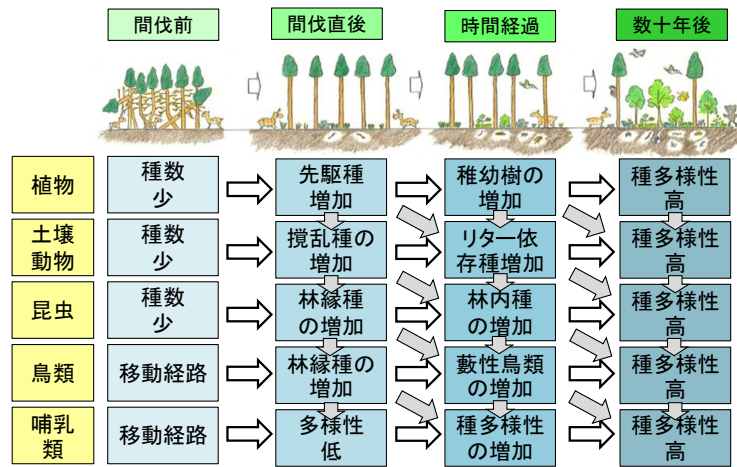 間伐前
間伐直後
時間経過
数十年後
植物
種数
少
先駆種
増加
稚幼樹の
増加
種多様性
高
土壌
動物
種数
少
撹乱種の
増加
リター依
存種増加
種多様性
高
昆虫
種数
少
林縁種
の増加
林内種
の増加
種多様性
高
鳥類
移動経路
林縁種の
増加
藪性鳥類
の増加
種多様性
高
哺乳
類
移動経路
多様性
低
種多様性
の増加
種多様性
高